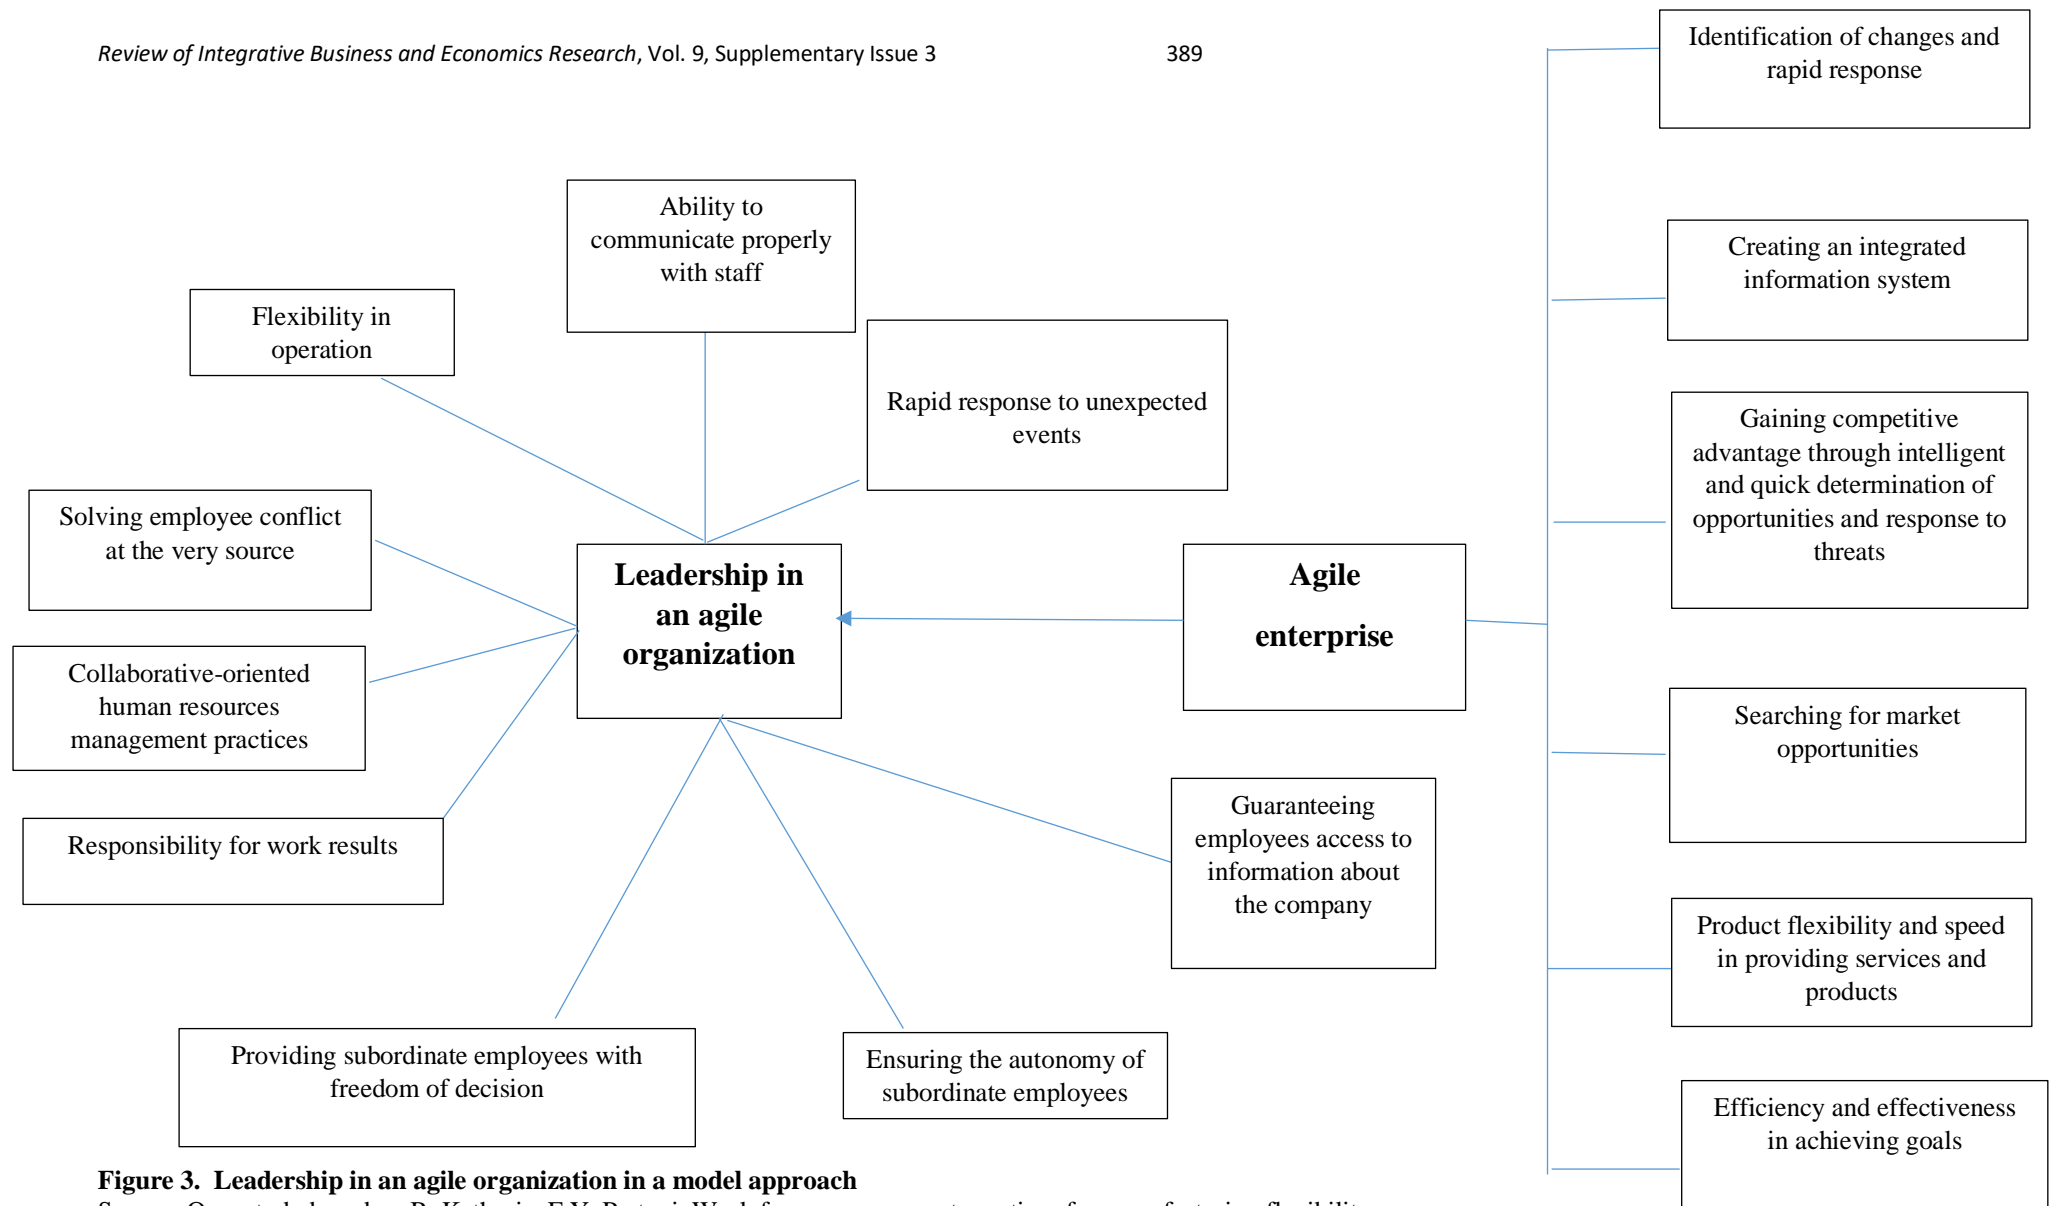 Review of Integrative Business and Economics Research, Vol. 9, Supplementary Issue 3 389
Identification of changes and
rapid response
Ability to
communicate properly
with staff
Creating an integrated
information system
Flexibility in
operation
Rapid response to unexpected
events
Gaining competitive
advantage through intelligent
and quick determination of
opportunities and response to
threats
Solving employee conflict
at the very source
Leadership in
an agile
organization
Agile
enterprise
Collaborative-oriented
human resources
management practices
Searching for market
opportunities
Responsibility for work results
Guaranteeing
employees access to
information about
the company
Product flexibility and speed
in providing services and
products
Providing subordinate employees with
freedom of decision
Ensuring the autonomy of
subordinate employees
Efficiency and effectiveness
in achieving goals
Figure 3. Leadership in an agile organization in a model approach